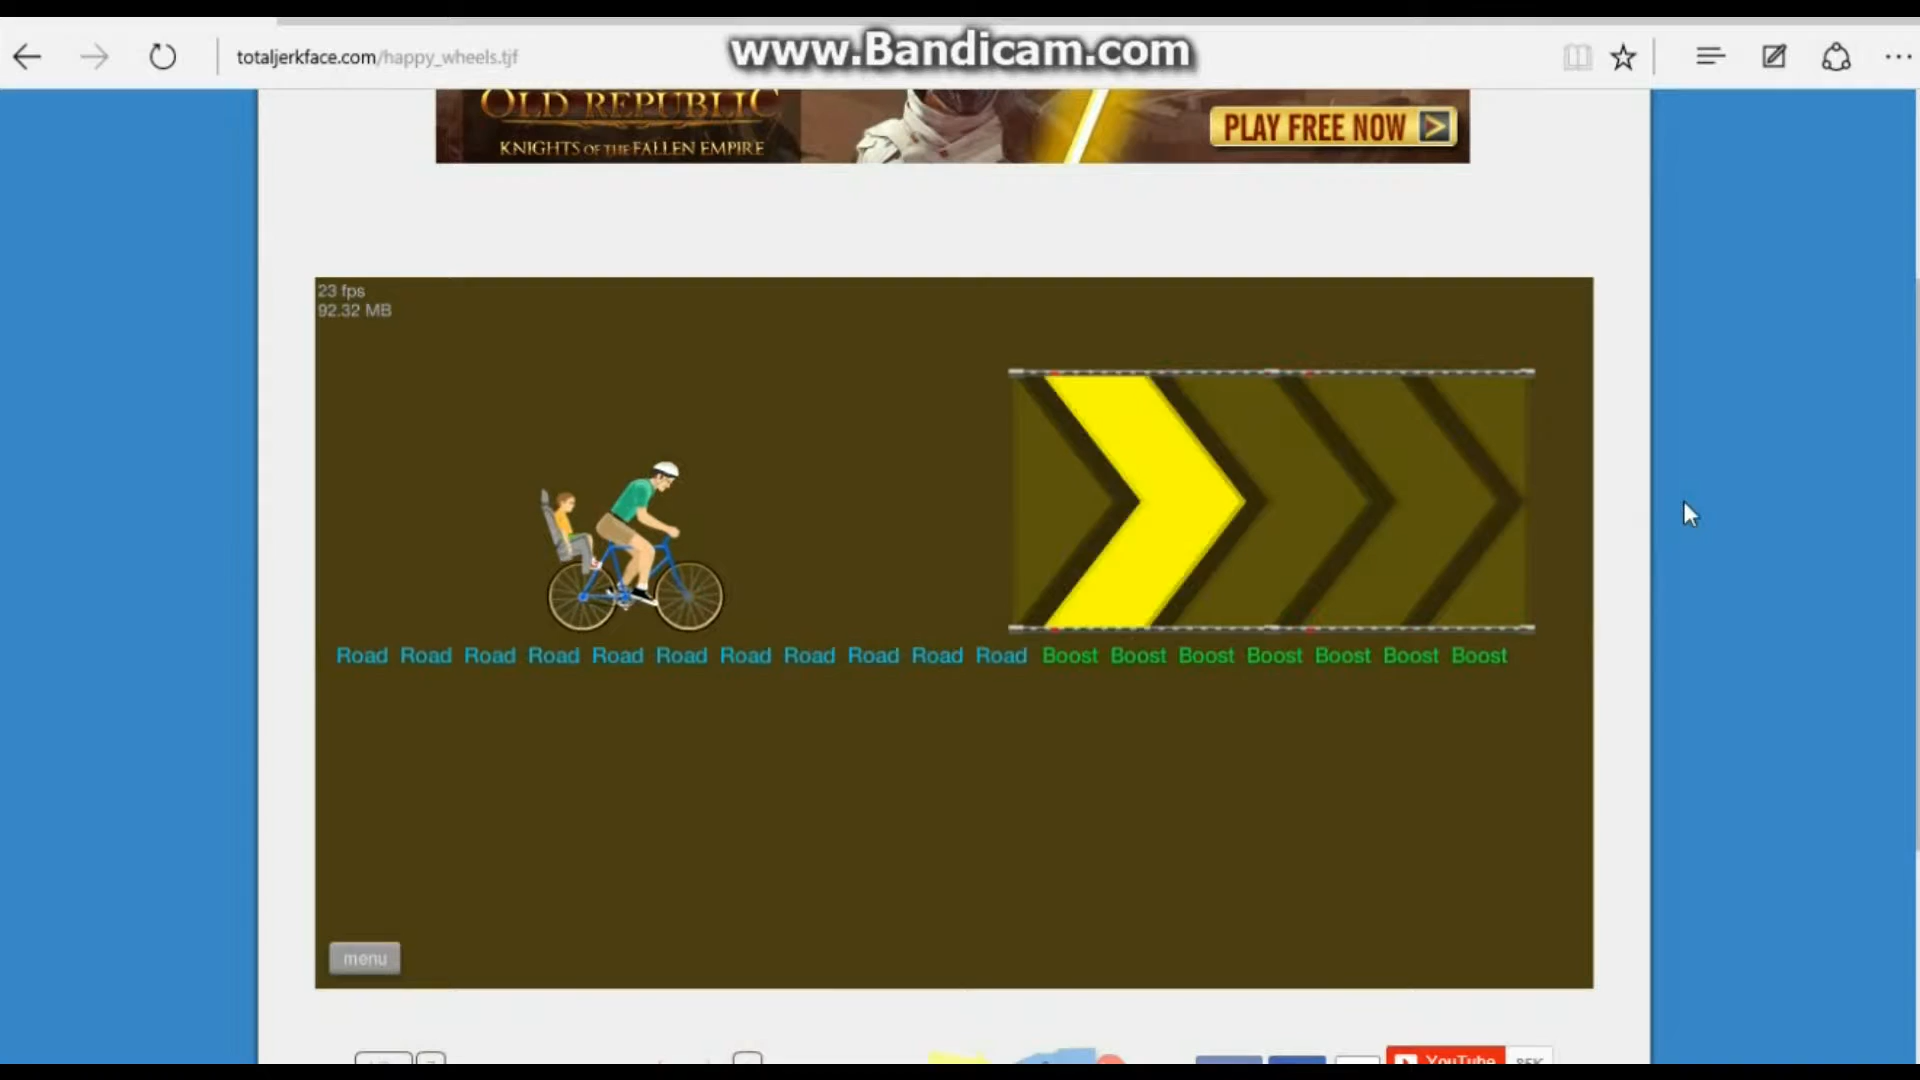 www.Bandicam.com
totaljerkface.com/happy_wheels.tjf
OLD REPUBLIC
KNIGHTS OF THE FALLEN EMPIRE
PLAY FREE NOW
23 fps
92.32 MB
Road Road Road Road Road Road Road Road Road Road Road Boost Boost Boost Boost Boost Boost Boost
menu
YouTube 85K